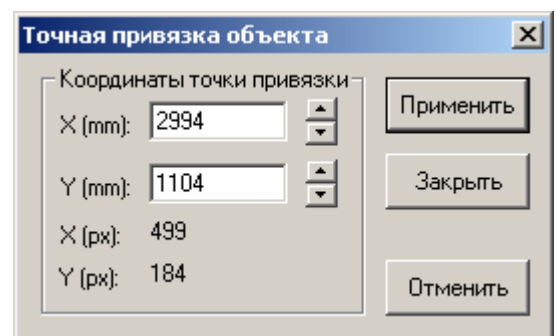 Точная привязка объекта
Координаты точки привязки
X (mm): 2994
Y (mm): 1104
X (px): 499
Y (px): 184
Применить
Закрыть
Отменить